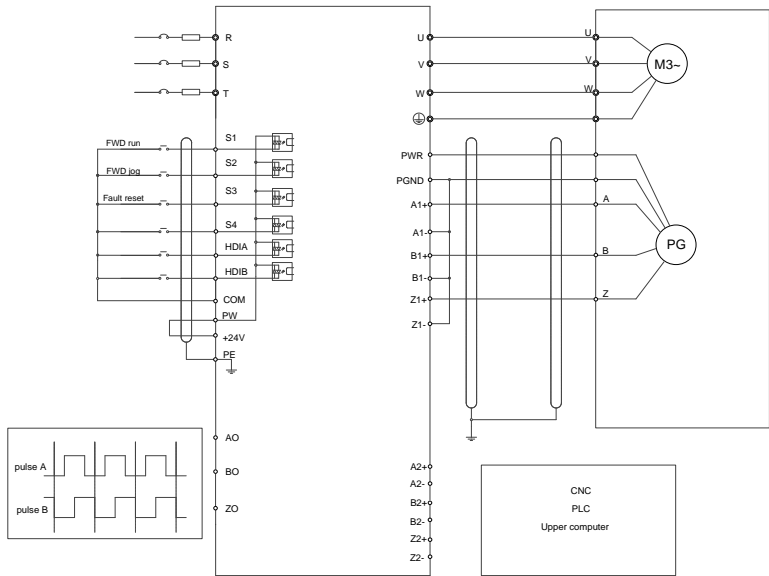 R
S
T
FWD run
FWD jog
Fault reset
S1
S2
S3
S4
HDIA
HDIB
COM
PW
+24V
PE
AO
BO
ZO
pulse A
pulse B
U
V
W
PWR
PGND
A1+
A1-
B1+
B1-
Z1+
Z1-
A2+
A2-
B2+
B2-
Z2+
Z2-
U
V
W
M3~
A
B
Z
PG
CNC
PLC
Upper computer